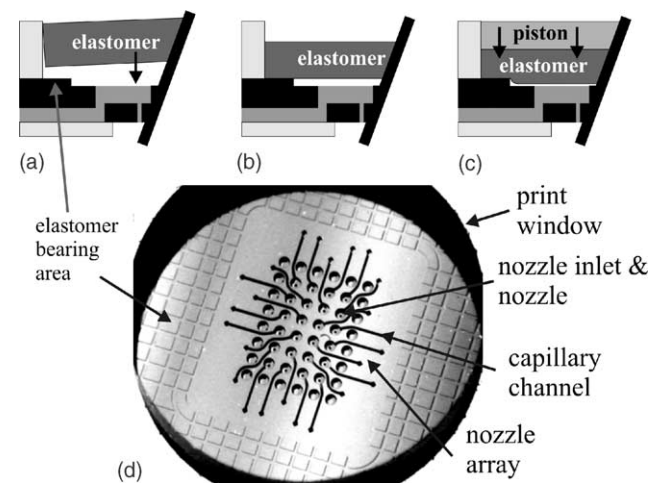 elastomer
(a)
elastomer
(b)
piston
elastomer
(c)
elastomer
bearing
area
print
window
nozzle inlet &
nozzle
capillary
channel
nozzle
array
(d)